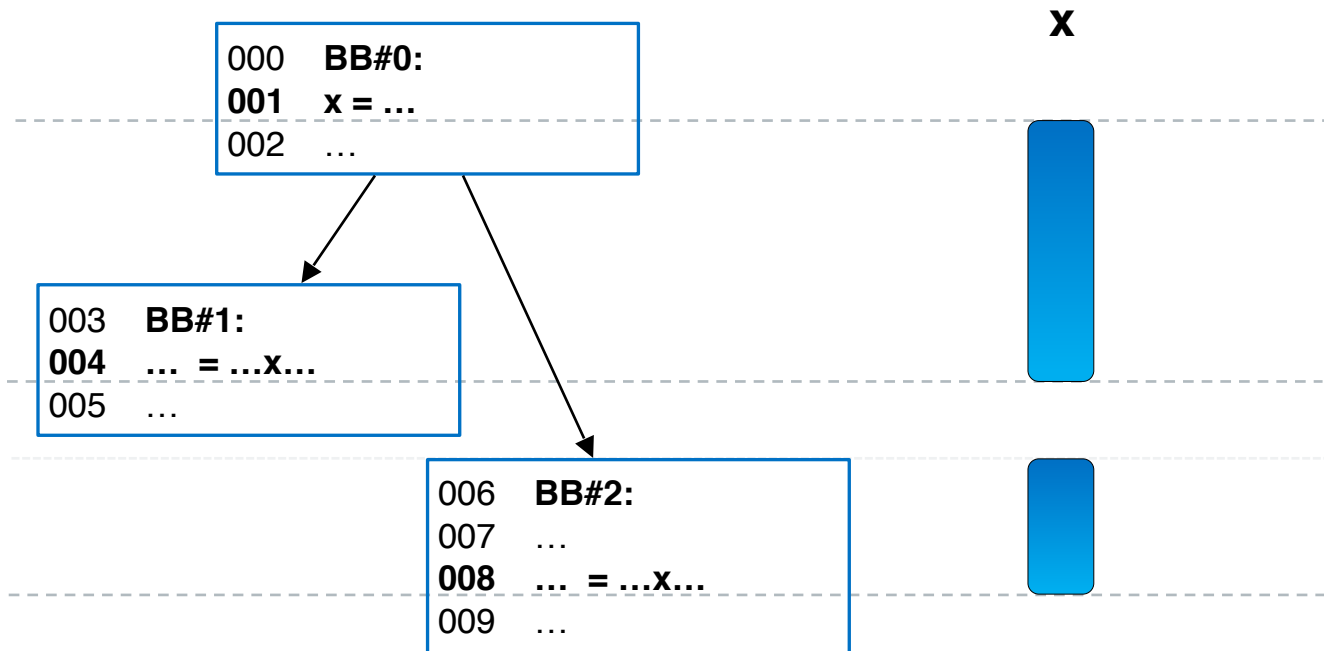 x
000 BB#0:
001 x = …
002 …
003 BB#1:
004 … = …x…
005 …
006 BB#2:
007 …
008 … = …x…
009 …